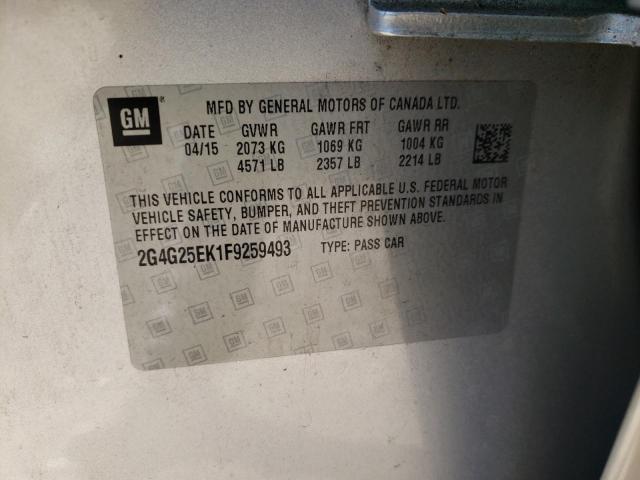 GM
MFD BY GENERAL MOTORS OF CANADA LTD.
DATE GVWR GAWR FRT GAWR RR
04/15 2073 KG 1069 KG 1004 KG
4571 LB 2357 LB 2214 LB
THIS VEHICLE CONFORMS TO ALL APPLICABLE U.S. FEDERAL MOTOR
VEHICLE SAFETY, BUMPER, AND THEFT PREVENTION STANDARDS IN
EFFECT ON THE DATE OF MANUFACTURE SHOWN ABOVE.
2G4G25EK1F9259493 TYPE: PASS CAR